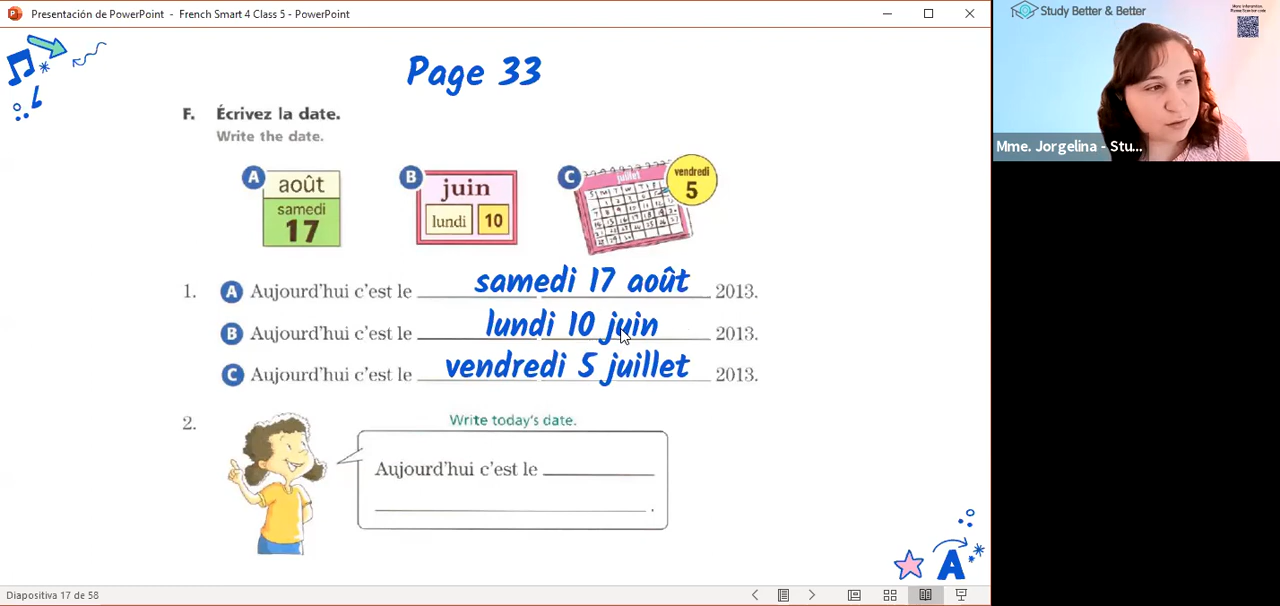 Presentación de PowerPoint - French Smart 4 Class 5 - PowerPoint
Study Better & Better
Mme. Jorgelina - Stu...
Page 33
F. Écrivez la date.
Write the date.
A
août
samedi
17
B
juin
lundi 10
C
juillet
vendredi
5
1. A Aujourd'hui c'est le samedi 17 août 2013.
B Aujourd'hui c'est le lundi 10 juin 2013.
C Aujourd'hui c'est le vendredi 5 juillet 2013.
2. Write today's date.
Aujourd'hui c'est le
.
A
Diapositiva 17 de 58